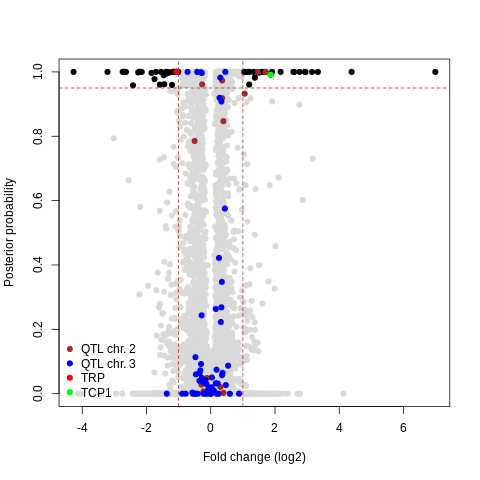 1.0
0.8
0.6
0.4
0.2
0.0
Posterior probability
QTL chr. 2
QTL chr. 3
TRP
TCP1
-4 -2 0 2 4 6
Fold change (log2)